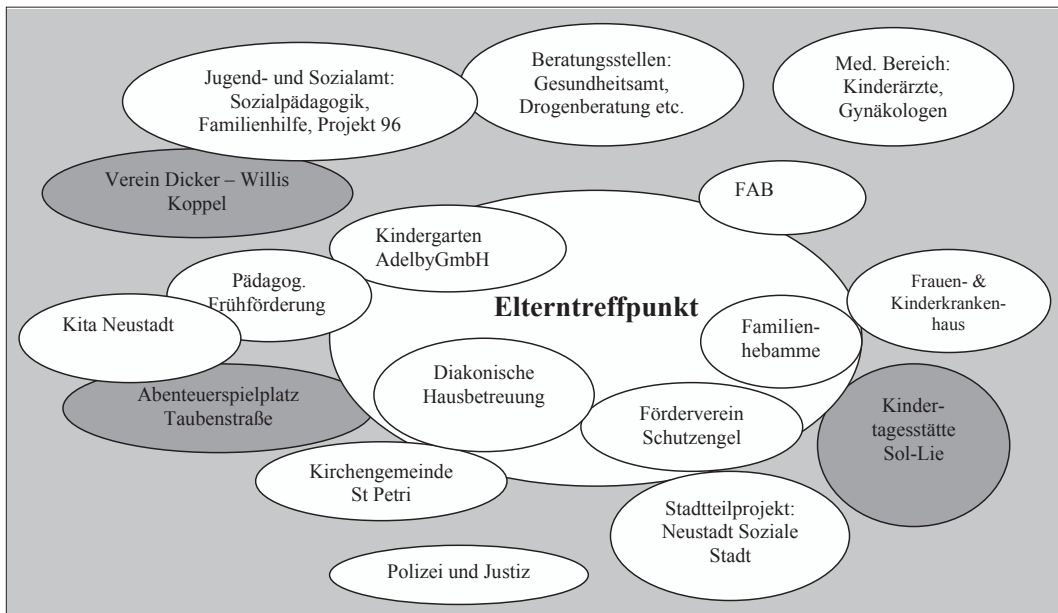 Jugend- und Sozialamt:
Sozialpädagogik,
Familienhilfe, Projekt 96
Beratungsstellen:
Gesundheitsamt,
Drogenberatung etc.
Med. Bereich:
Kinderärzte,
Gynäkologen
Verein Dicker – Willis
Koppel
FAB
Kindergarten
AdelbyGmbH
Pädagog.
Frühförderung
Elterntreffpunkt
Frauen- &
Kinderkranken-
haus
Kita Neustadt
Familien-
hebamme
Diakonische
Hausbetreuung
Abenteuerspielplatz
Taubenstraße
Förderverein
Schutzengel
Kinder-
tagesstätte
Sol-Lie
Kirchengemeinde
St Petri
Stadtteilprojekt:
Neustadt Soziale
Stadt
Polizei und Justiz